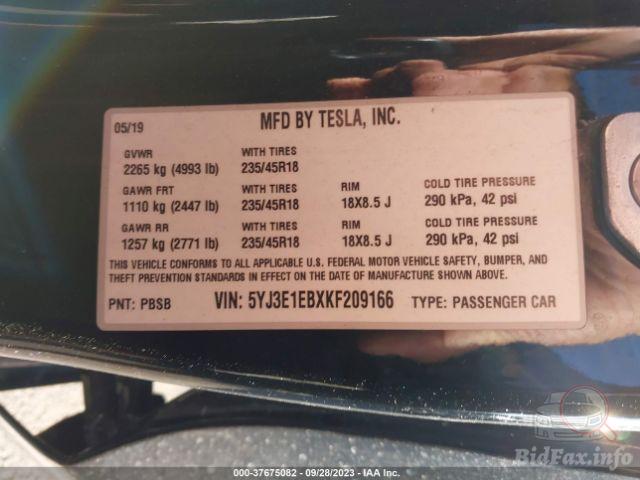 05/19 MFD BY TESLA, INC.
GVWR WITH TIRES
2265 kg (4993 lb) 235/45R18
GAWR FRT WITH TIRES RIM COLD TIRE PRESSURE
1110 kg (2447 lb) 235/45R18 18X8.5 J 290 kPa, 42 psi
GAWR RR WITH TIRES RIM COLD TIRE PRESSURE
1257 kg (2771 lb) 235/45R18 18X8.5 J 290 kPa, 42 psi
THIS VEHICLE CONFORMS TO ALL APPLICABLE U.S. FEDERAL MOTOR VEHICLE SAFETY, BUMPER, AND
THEFT PREVENTION STANDARDS IN EFFECT ON THE DATE OF MANUFACTURE SHOWN ABOVE.
PNT: PBSB VIN: 5YJ3E1EBXKF209166 TYPE: PASSENGER CAR
BidFax.info
000-37675082 - 09/28/2023 - IAA Inc.